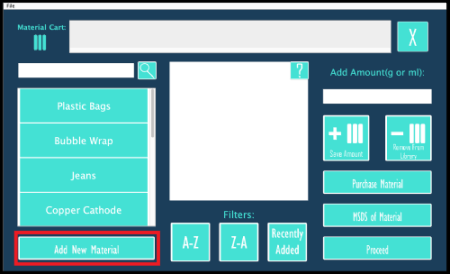 File
Material Cart:
X
?
Add Amount(g or ml):
Plastic Bags
Bubble Wrap
Jeans
Copper Cathode
Save Amount
Remove From
Library
Purchase Material
MSDS of Material
Proceed
Filters:
A-Z
Z-A
Recently
Added
Add New Material